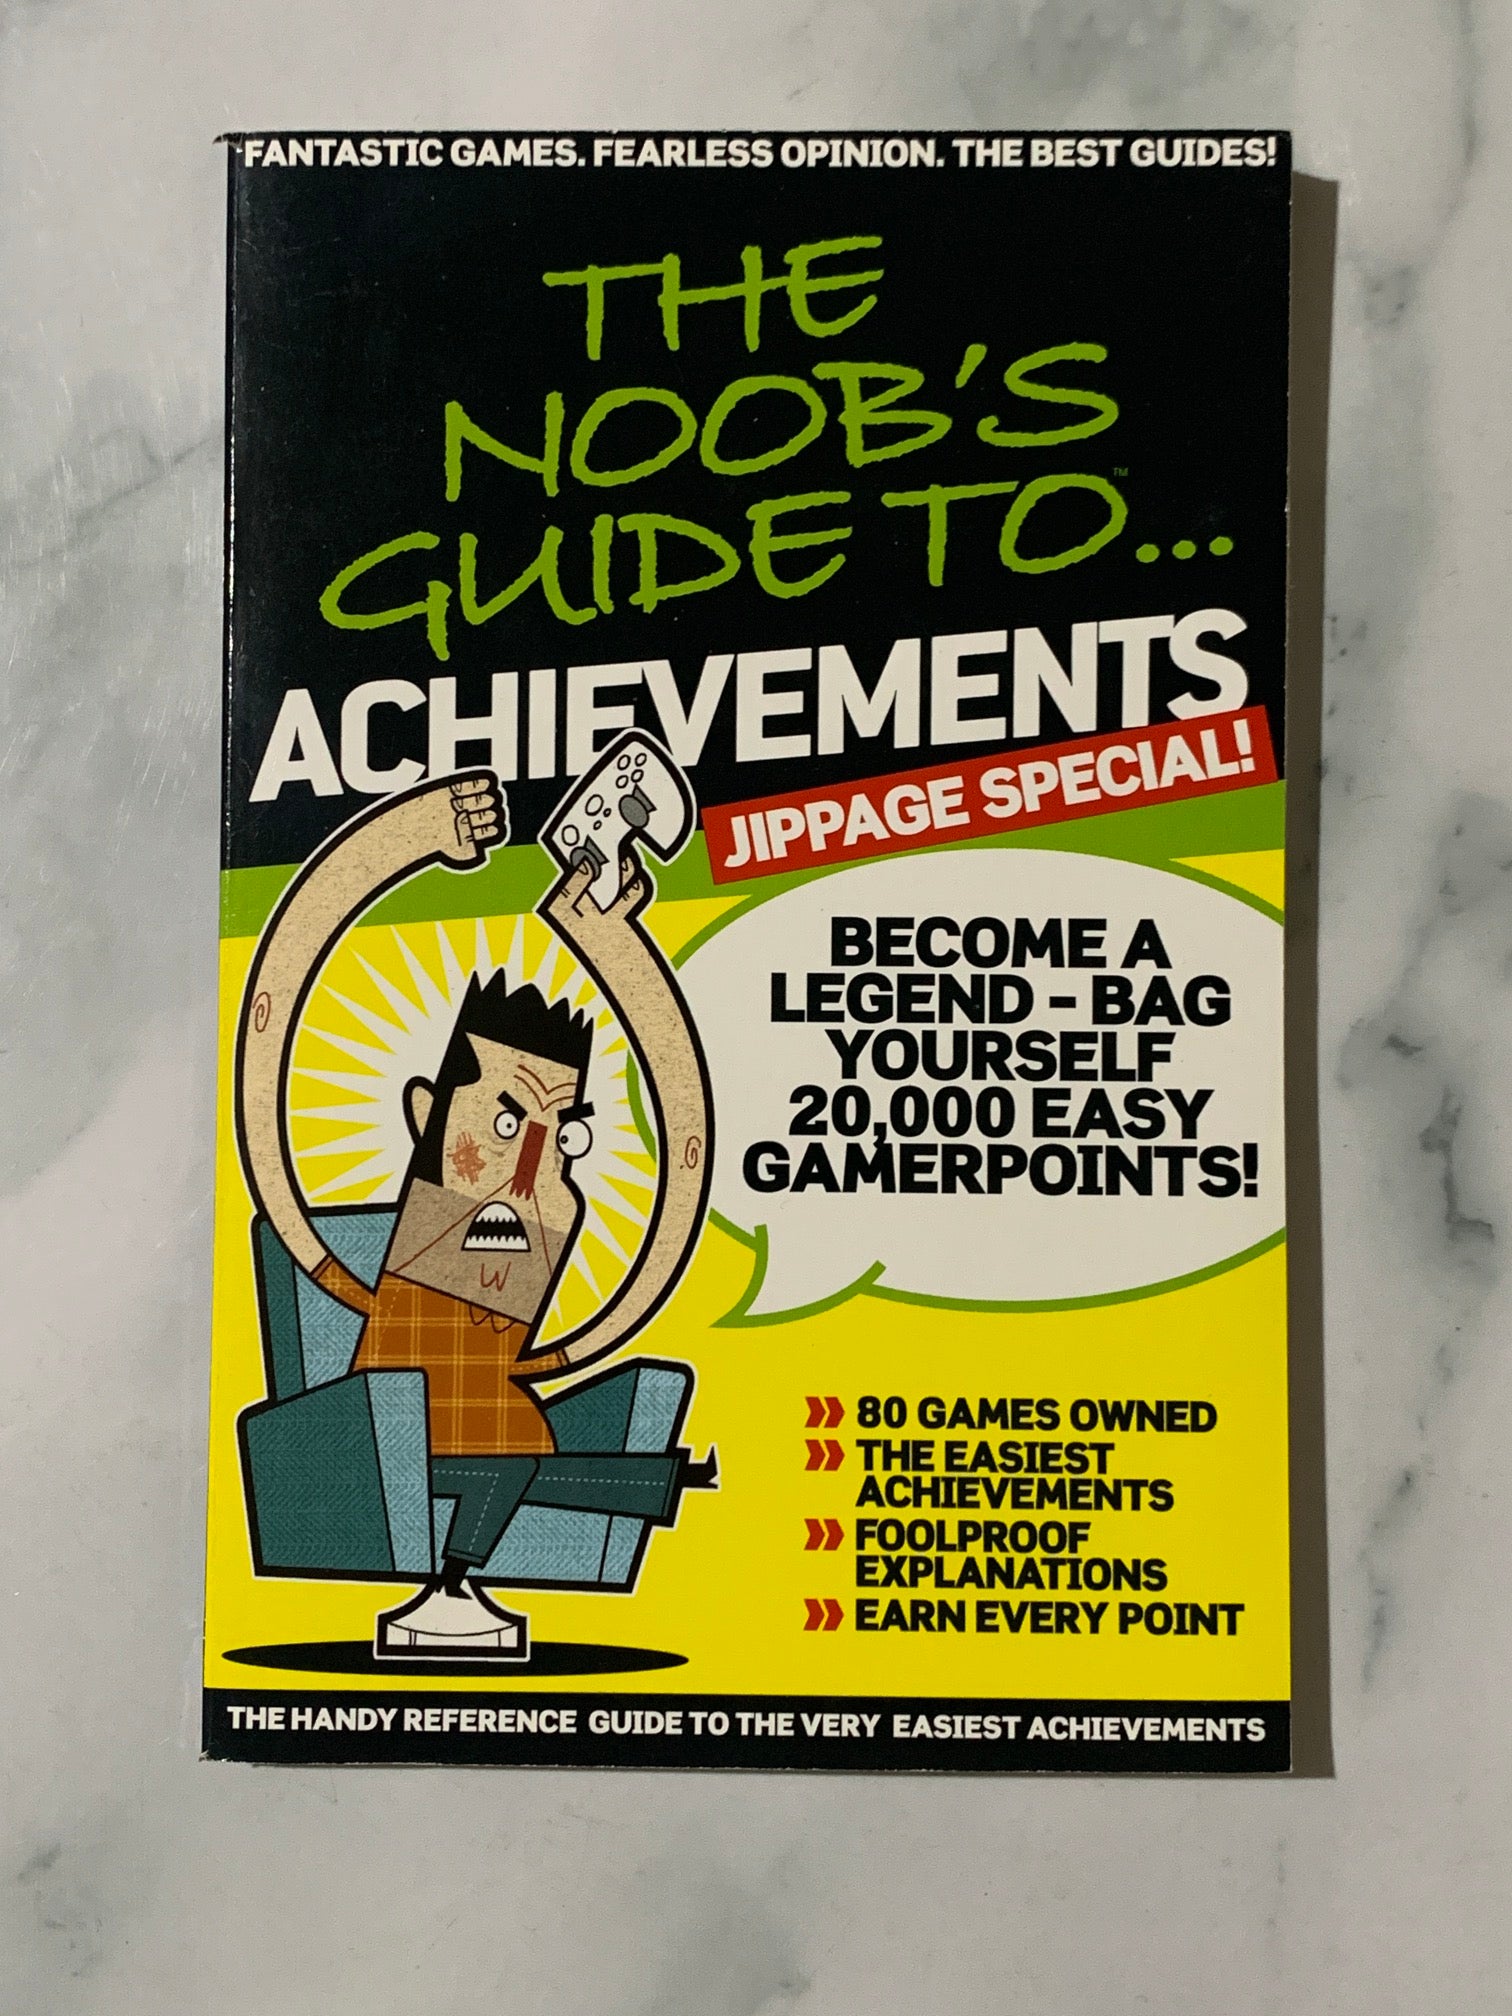 FANTASTIC GAMES. FEARLESS OPINION. THE BEST GUIDES!
THE
NOOB'S
GUIDE TO...™
ACHIEVEMENTS
JIPPAGE SPECIAL!
BECOME A
LEGEND - BAG
YOURSELF
20,000 EASY
GAMERPOINTS!
» 80 GAMES OWNED
» THE EASIEST
ACHIEVEMENTS
» FOOLPROOF
EXPLANATIONS
» EARN EVERY POINT
THE HANDY REFERENCE GUIDE TO THE VERY EASIEST ACHIEVEMENTS